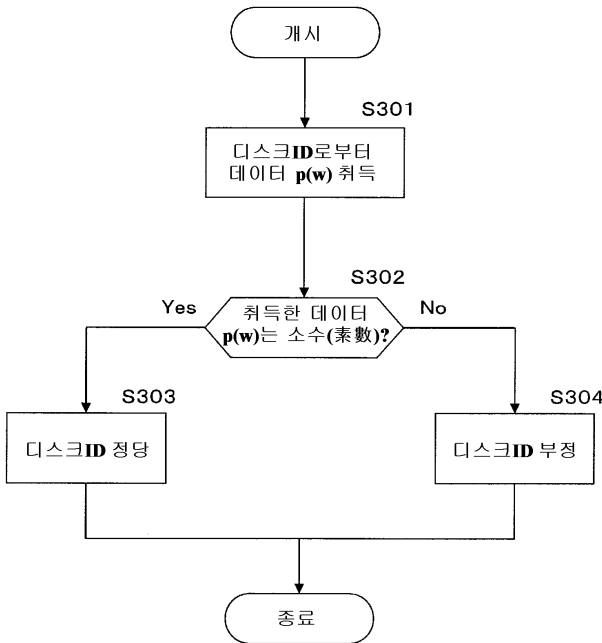 개시
S301
디스크ID로부터
데이터 p(w) 취득
S302
Yes
취득한 데이터
p(w)는 소수(素數)?
No
S303
디스크ID 정당
S304
디스크ID 부정
종료